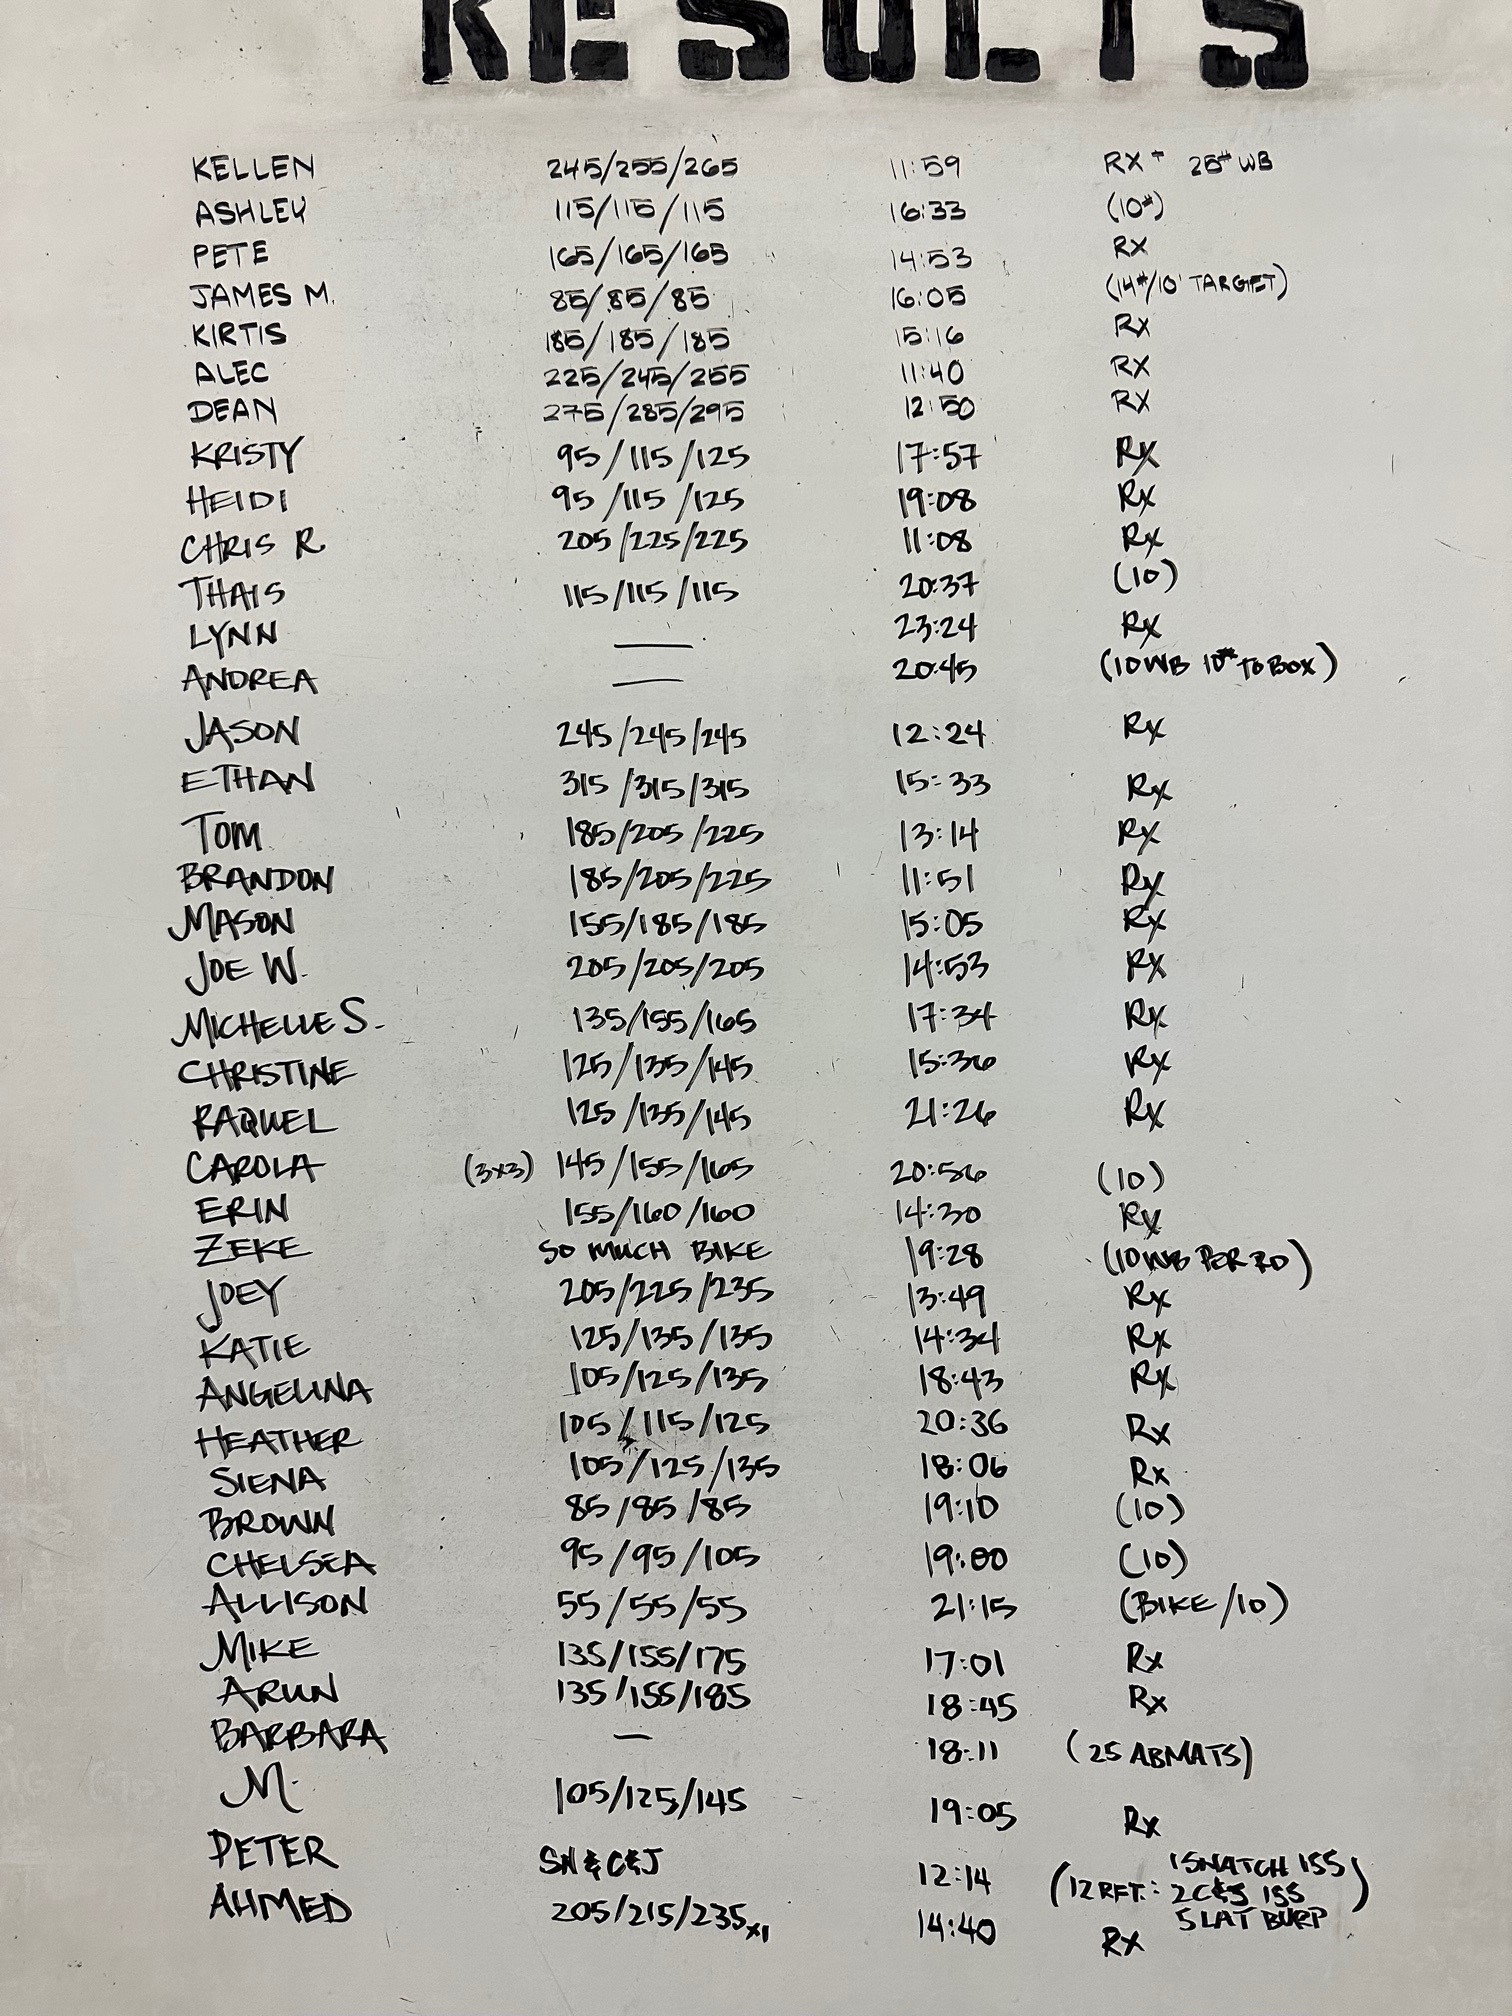 RESULTS
KELLEN 245/255/265 11:59 RX+ 25# WB
ASHLEY 115/115/115 16:33 (10#)
PETE 165/165/165 14:53 RX
JAMES M. 85/85/85 16:05 (14#/10' TARGET)
KIRTIS 185/185/185 15:16 Rx
ALEC 225/245/255 11:40 RX
DEAN 275/285/295 12:50 RX
KRISTY 95/115/125 17:57 Rx
HEIDI 95/115/125 19:08 Rx
CHRIS R 205/225/225 11:08 Rx
THAIS 115/115/115 20:37 (10)
LYNN — 23:24 Rx
ANDREA — 20:45 (10WB 10# TO BOX)
JASON 245/245/245 12:24 Rx
ETHAN 315/315/315 15:33 Rx
TOM 185/205/225 13:14 Rx
BRANDON 185/205/225 11:51 Rx
MASON 155/185/185 15:05 Rx
JOE W. 205/205/205 14:53 Rx
MICHELLE S. 135/155/165 17:34 Rx
CHRISTINE 125/135/145 15:36 Rx
RAQUEL 125/135/145 21:26 Rx
CAROLA (3x3) 145/155/165 20:56 (10)
ERIN 155/160/160 14:30 Rx
ZEKE SO MUCH BIKE 19:28 (10WB PER RD)
JOEY 205/225/235 13:49 Rx
KATIE 125/135/135 14:34 Rx
ANGELINA 105/125/135 18:43 Rx
HEATHER 105/115/125 20:36 Rx
SIENA 105/125/135 18:06 Rx
BROWN 85/85/85 19:10 (10)
CHELSEA 95/95/105 19:00 (10)
ALLISON 55/55/55 21:15 (BIKE/10)
MIKE 135/155/175 17:01 Rx
ARUN 135/155/185 18:45 Rx
BARBARA — 18:11 (25 ABMATS)
M. 105/125/145 19:05 Rx
PETER SN & C&J 12:14 (12 RFT: 1 SNATCH 155
2 C&J 155)
5 LAT BURP
AHMED 205/215/235x1 14:40 Rx